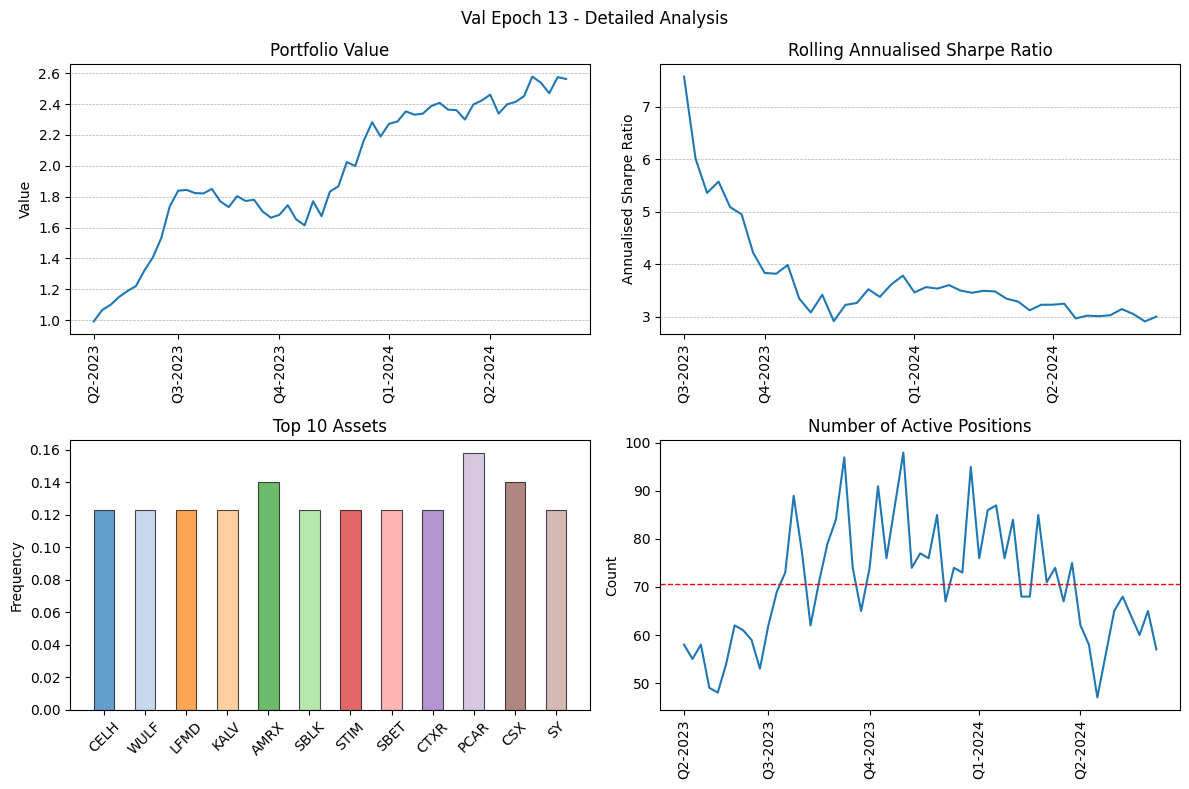 Val Epoch 13 - Detailed Analysis
Portfolio Value
Value
2.6
2.4
2.2
2.0
1.8
1.6
1.4
1.2
1.0
Q2-2023
Q3-2023
Q4-2023
Q1-2024
Q2-2024
Rolling Annualised Sharpe Ratio
Annualised Sharpe Ratio
7
6
5
4
3
Q3-2023
Q4-2023
Q1-2024
Q2-2024
Top 10 Assets
Frequency
0.16
0.14
0.12
0.10
0.08
0.06
0.04
0.02
0.00
CELH
WULF
LFMD
KALV
AMRX
SBLK
STIM
SBET
CTXR
PCAR
CSX
SY
Number of Active Positions
Count
100
90
80
70
60
50
Q2-2023
Q3-2023
Q4-2023
Q1-2024
Q2-2024